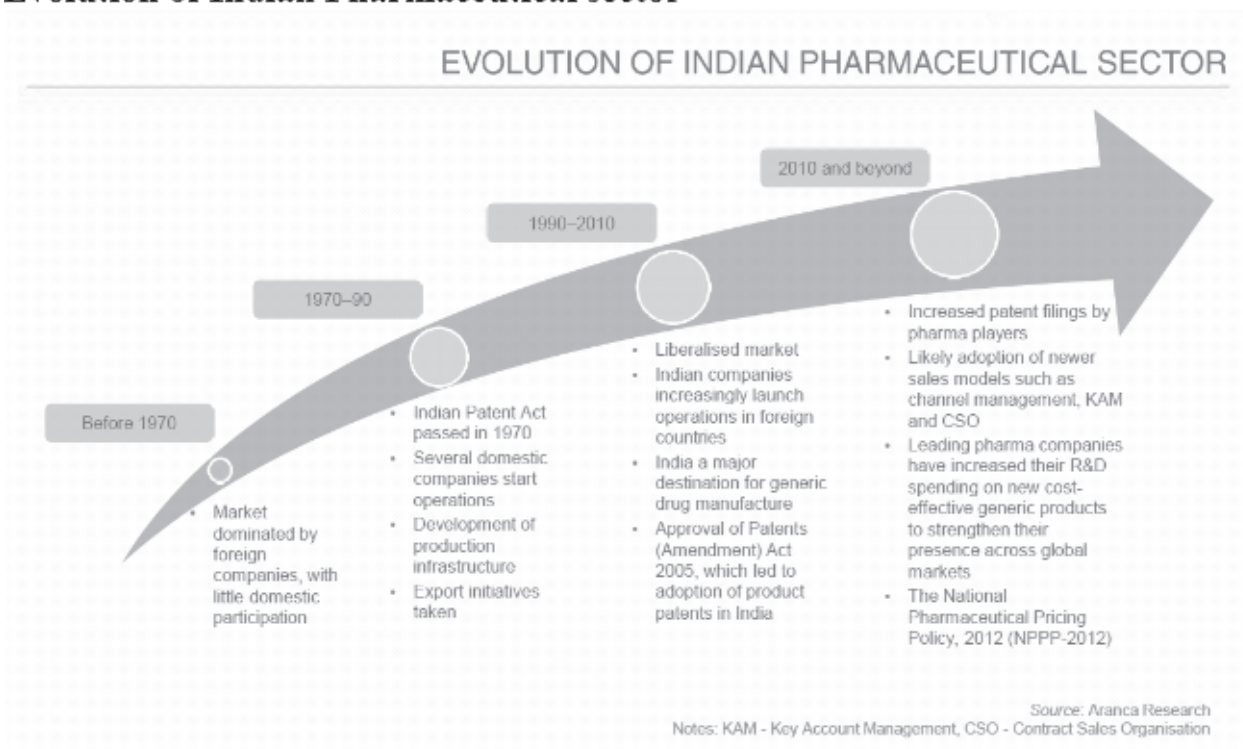 Evolution of Indian Pharmaceutical sector
EVOLUTION OF INDIAN PHARMACEUTICAL SECTOR
Before 1970
• Market
dominated by
foreign
companies, with
little domestic
participation
1970–90
• Indian Patent Act
passed in 1970
• Several domestic
companies start
operations
• Development of
production
infrastructure
• Export initiatives
taken
1990–2010
• Liberalised market
• Indian companies
increasingly launch
operations in foreign
countries
• India a major
destination for generic
drug manufacture
• Approval of Patents
(Amendment) Act
2005, which led to
adoption of product
patents in India
2010 and beyond
• Increased patent filings by
pharma players
• Likely adoption of newer
sales models such as
channel management, KAM
and CSO
• Leading pharma companies
have increased their R&D
spending on new cost-
effective generic products
to strengthen their
presence across global
markets
• The National
Pharmaceutical Pricing
Policy, 2012 (NPPP-2012)
Source: Aranca Research
Notes: KAM - Key Account Management, CSO - Contract Sales Organisation